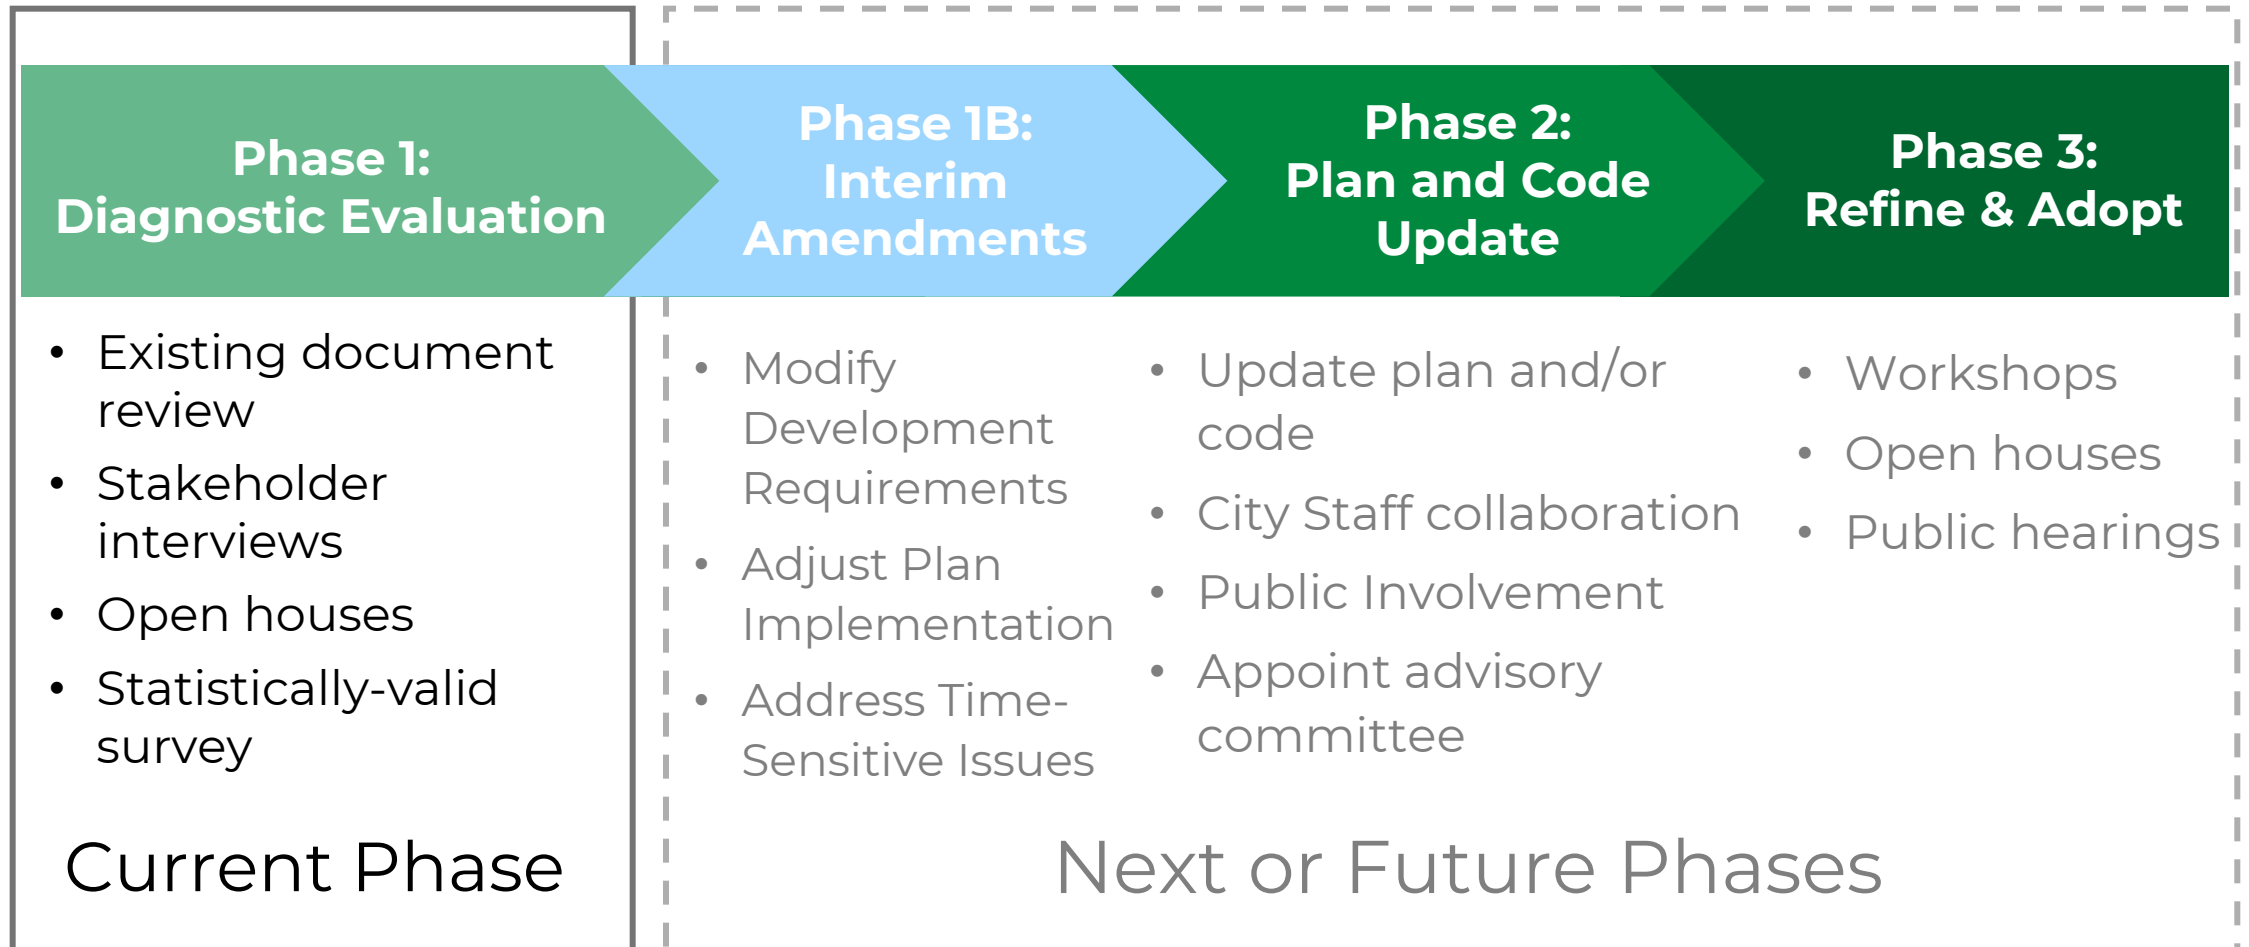 Phase 1:
Diagnostic Evaluation
• Existing document
review
• Stakeholder
interviews
• Open houses
• Statistically-valid
survey
Current Phase
Phase 1B:
Interim
Amendments
• Modify
Development
Requirements
• Adjust Plan
Implementation
• Address Time-
Sensitive Issues
Phase 2:
Plan and Code
Update
• Update plan and/or
code
• City Staff collaboration
• Public Involvement
• Appoint advisory
committee
Phase 3:
Refine & Adopt
• Workshops
• Open houses
• Public hearings
Next or Future Phases